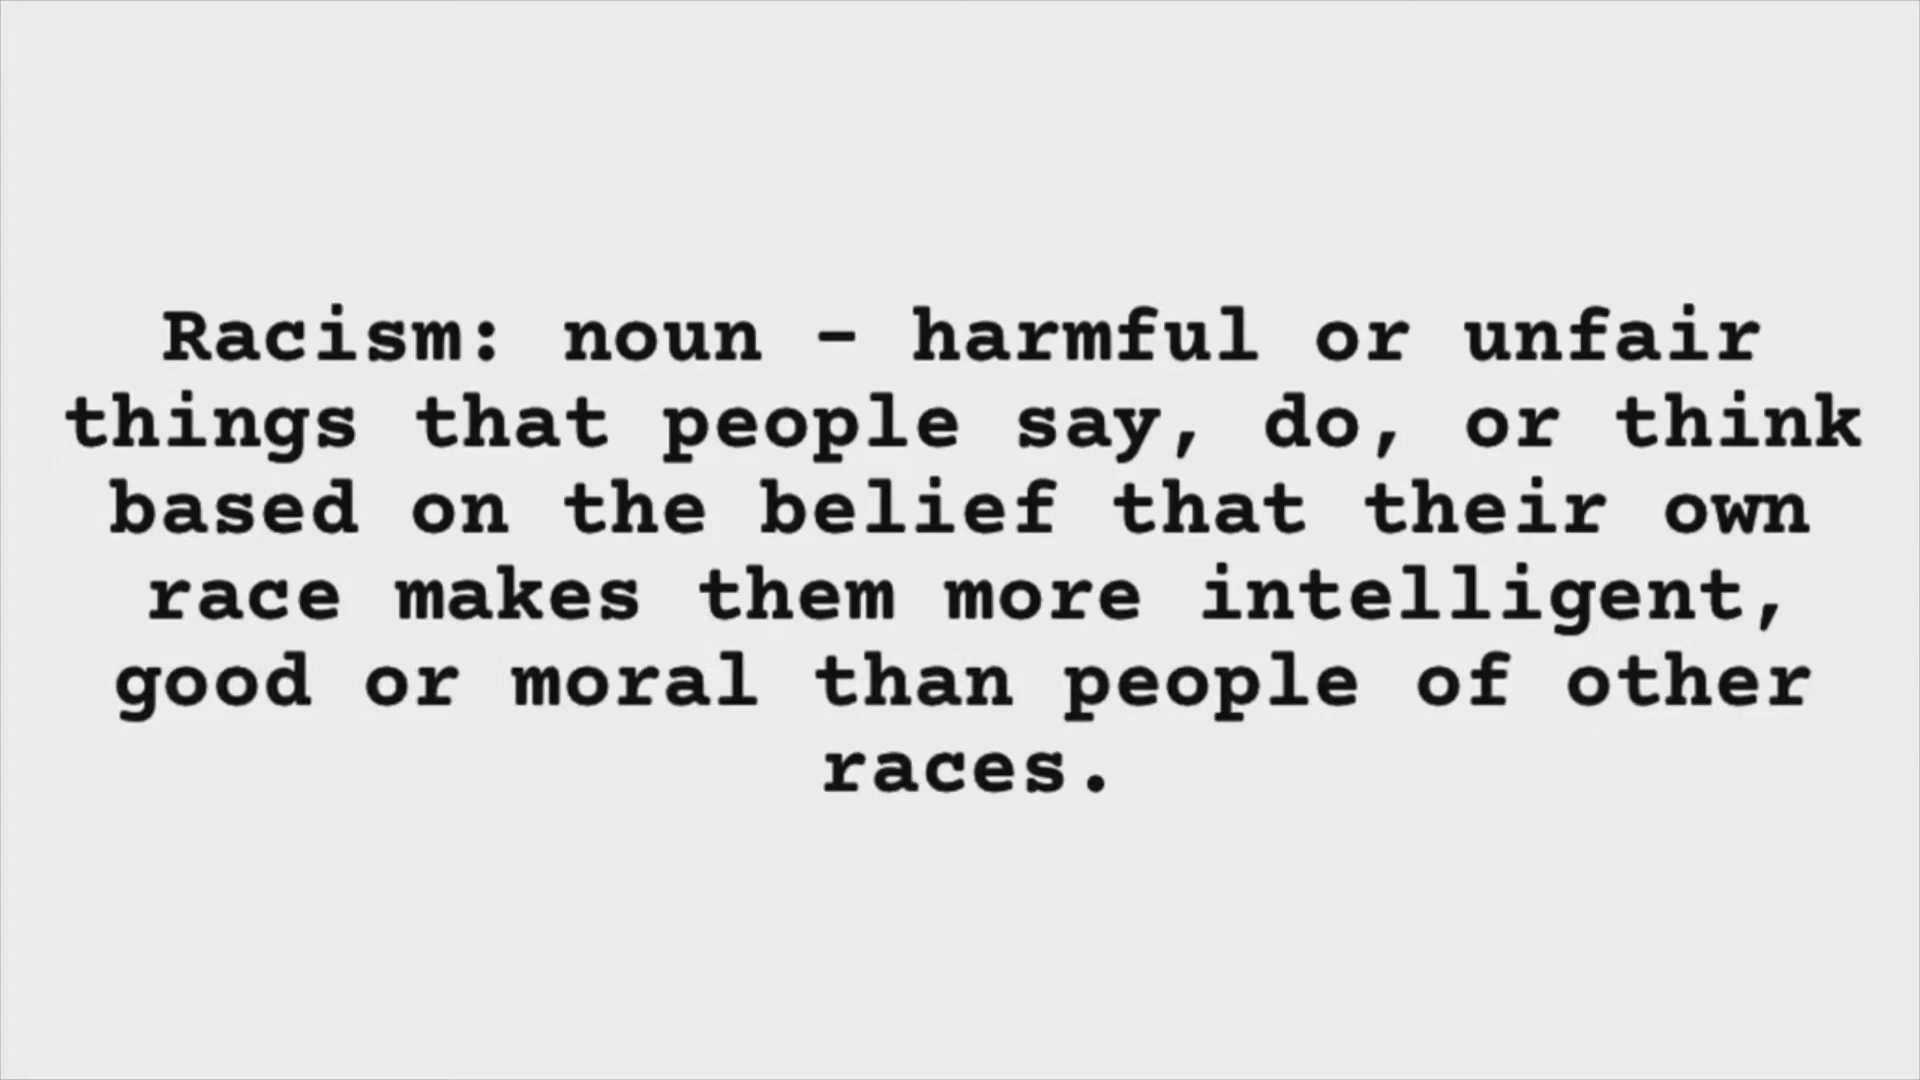 Racism: noun - harmful or unfair
things that people say, do, or think
based on the belief that their own
race makes them more intelligent,
good or moral than people of other
races.